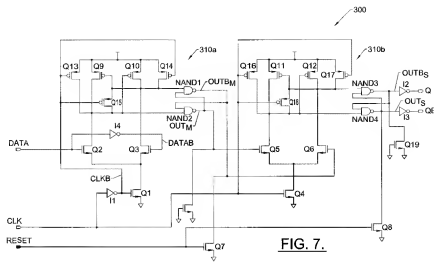 300
310a
310b
Q13 Q9 Q10 Q14
Q16 Q11 Q12 Q17
NAND1
OUTBM
NAND3
OUTBS
Q15
Q18
I2
Q
NAND2
OUTM
NAND4
OUTS
I3
I4
DATA
Q2
Q3
DATAB
Q5
Q6
Q19
CLKB
I1
Q1
Q4
CLK
RESET
Q7
Q8
FIG. 7.